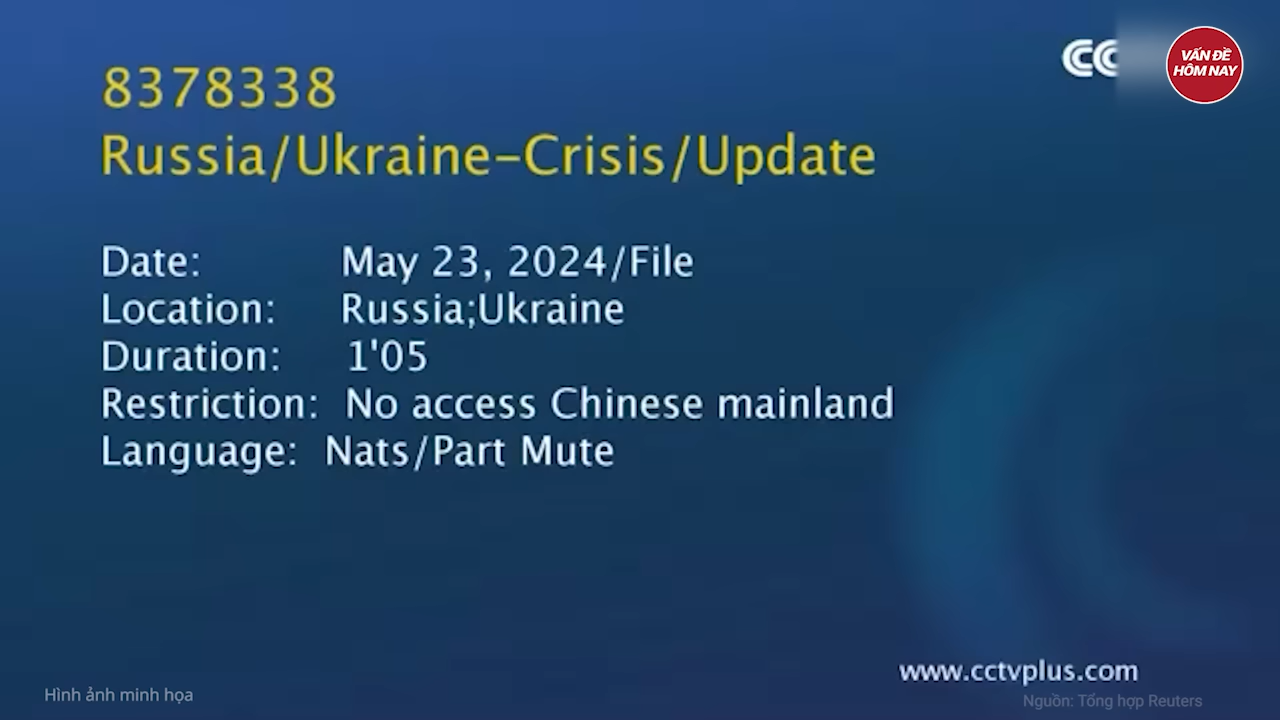 8378338
Russia/Ukraine-Crisis/Update
CC
VẤN ĐỀ
HÔM NAY
Date: May 23, 2024/File
Location: Russia;Ukraine
Duration: 1'05
Restriction: No access Chinese mainland
Language: Nats/Part Mute
www.cctvplus.com
Hình ảnh minh họa
Nguồn: Tổng hợp Reuters